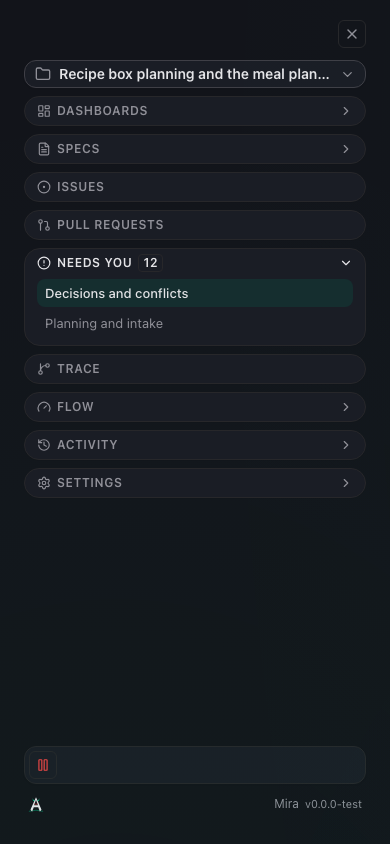 Recipe box planning and the meal plan...
DASHBOARDS
SPECS
ISSUES
PULL REQUESTS
NEEDS YOU 12
Decisions and conflicts
Planning and intake
TRACE
FLOW
ACTIVITY
SETTINGS
A
Mira v0.0.0-test